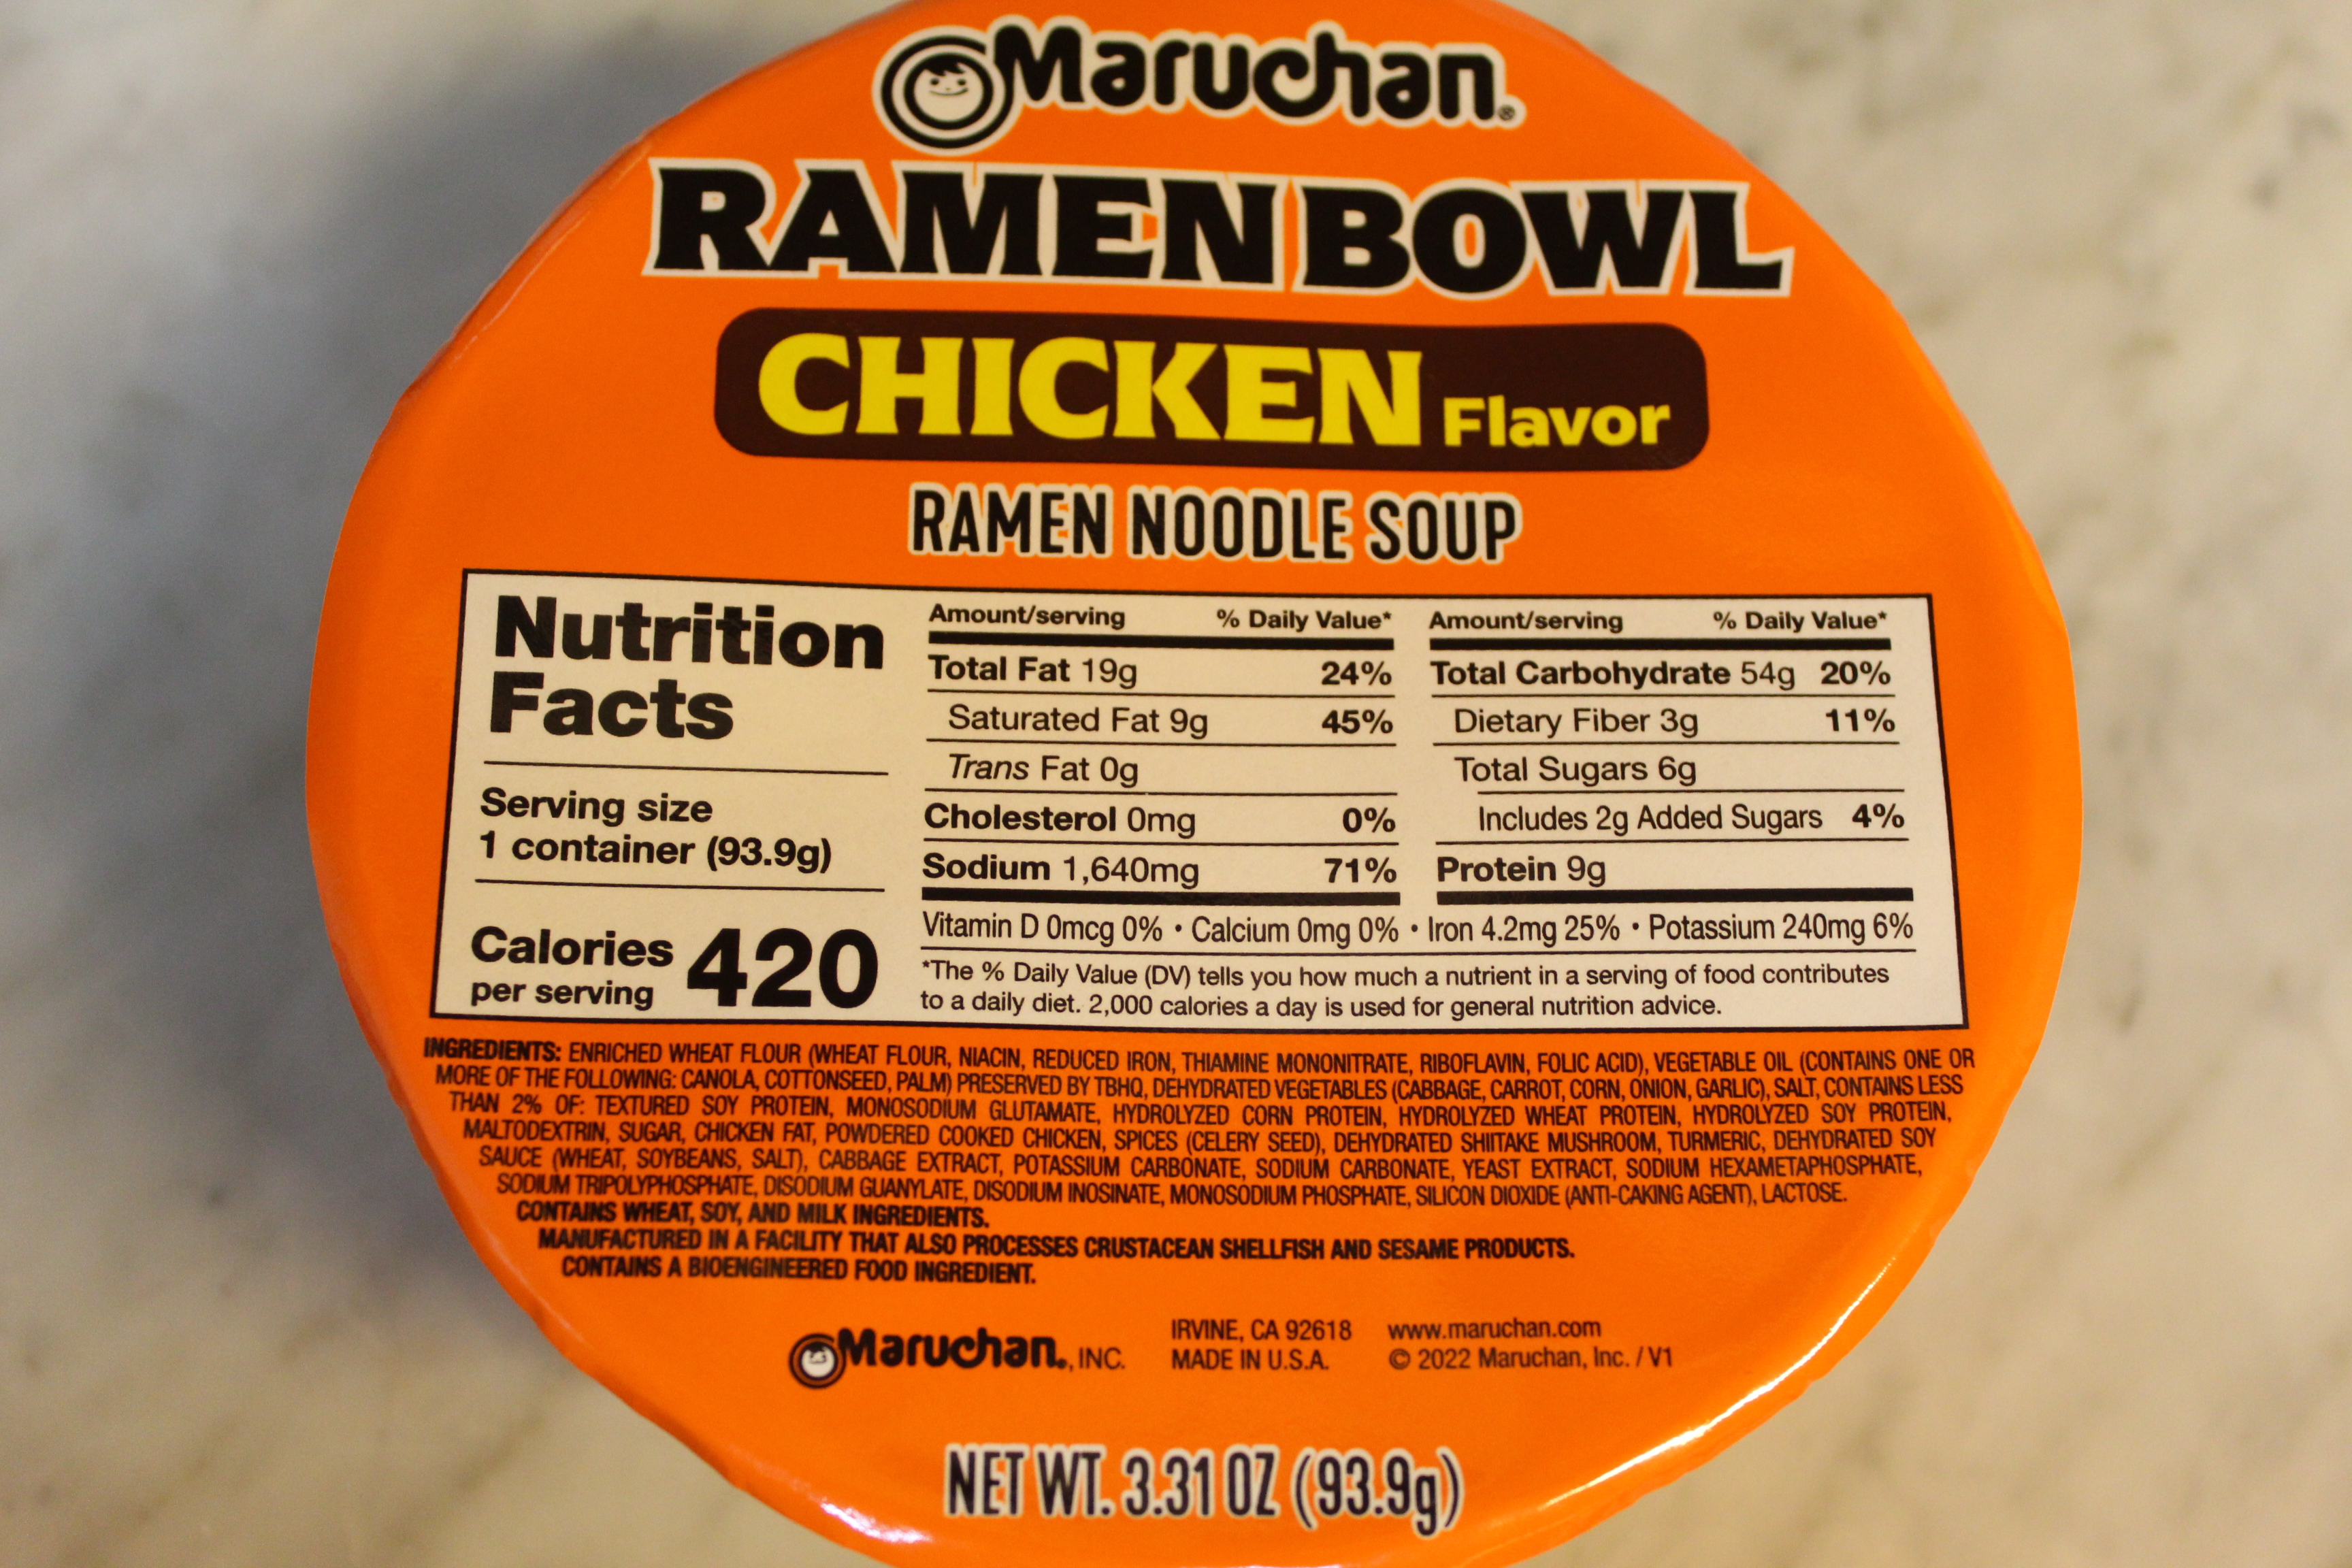 Maruchan®
RAMEN BOWL
CHICKEN Flavor
RAMEN NOODLE SOUP
Nutrition
Facts
Serving size
1 container (93.9g)
Calories
per serving
420
Amount/serving % Daily Value*
Total Fat 19g 24%
Saturated Fat 9g 45%
Trans Fat 0g
Cholesterol 0mg 0%
Sodium 1,640mg 71%
Amount/serving % Daily Value*
Total Carbohydrate 54g 20%
Dietary Fiber 3g 11%
Total Sugars 6g
Includes 2g Added Sugars 4%
Protein 9g
Vitamin D 0mcg 0% • Calcium 0mg 0% • Iron 4.2mg 25% • Potassium 240mg 6%
*The % Daily Value (DV) tells you how much a nutrient in a serving of food contributes
to a daily diet. 2,000 calories a day is used for general nutrition advice.
INGREDIENTS: ENRICHED WHEAT FLOUR (WHEAT FLOUR, NIACIN, REDUCED IRON, THIAMINE MONONITRATE, RIBOFLAVIN, FOLIC ACID), VEGETABLE OIL (CONTAINS ONE OR
MORE OF THE FOLLOWING: CANOLA, COTTONSEED, PALM) PRESERVED BY TBHQ, DEHYDRATED VEGETABLES (CABBAGE, CARROT, CORN, ONION, GARLIC), SALT, CONTAINS LESS
THAN 2% OF: TEXTURED SOY PROTEIN, MONOSODIUM GLUTAMATE, HYDROLYZED CORN PROTEIN, HYDROLYZED WHEAT PROTEIN, HYDROLYZED SOY PROTEIN,
MALTODEXTRIN, SUGAR, CHICKEN FAT, POWDERED COOKED CHICKEN, SPICES (CELERY SEED), DEHYDRATED SHIITAKE MUSHROOM, TURMERIC, DEHYDRATED SOY
SAUCE (WHEAT, SOYBEANS, SALT), CABBAGE EXTRACT, POTASSIUM CARBONATE, SODIUM CARBONATE, YEAST EXTRACT, SODIUM HEXAMETAPHOSPHATE,
SODIUM TRIPOLYPHOSPHATE, DISODIUM GUANYLATE, DISODIUM INOSINATE, MONOSODIUM PHOSPHATE, SILICON DIOXIDE (ANTI-CAKING AGENT), LACTOSE.
CONTAINS WHEAT, SOY, AND MILK INGREDIENTS.
MANUFACTURED IN A FACILITY THAT ALSO PROCESSES CRUSTACEAN SHELLFISH AND SESAME PRODUCTS.
CONTAINS A BIOENGINEERED FOOD INGREDIENT.
Maruchan®, INC.
IRVINE, CA 92618
MADE IN U.S.A.
www.maruchan.com
© 2022 Maruchan, Inc. / V1
NET WT. 3.31 OZ (93.9g)